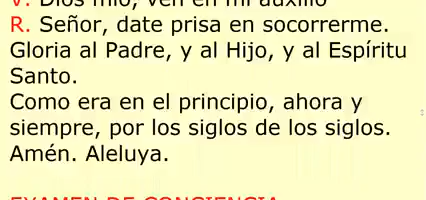 V. Dios mío, ven en mi auxilio
R. Señor, date prisa en socorrerme.
Gloria al Padre, y al Hijo, y al Espíritu
Santo.
Como era en el principio, ahora y
siempre, por los siglos de los siglos.
Amén. Aleluya.
EXAMEN DE CONCIENCIA